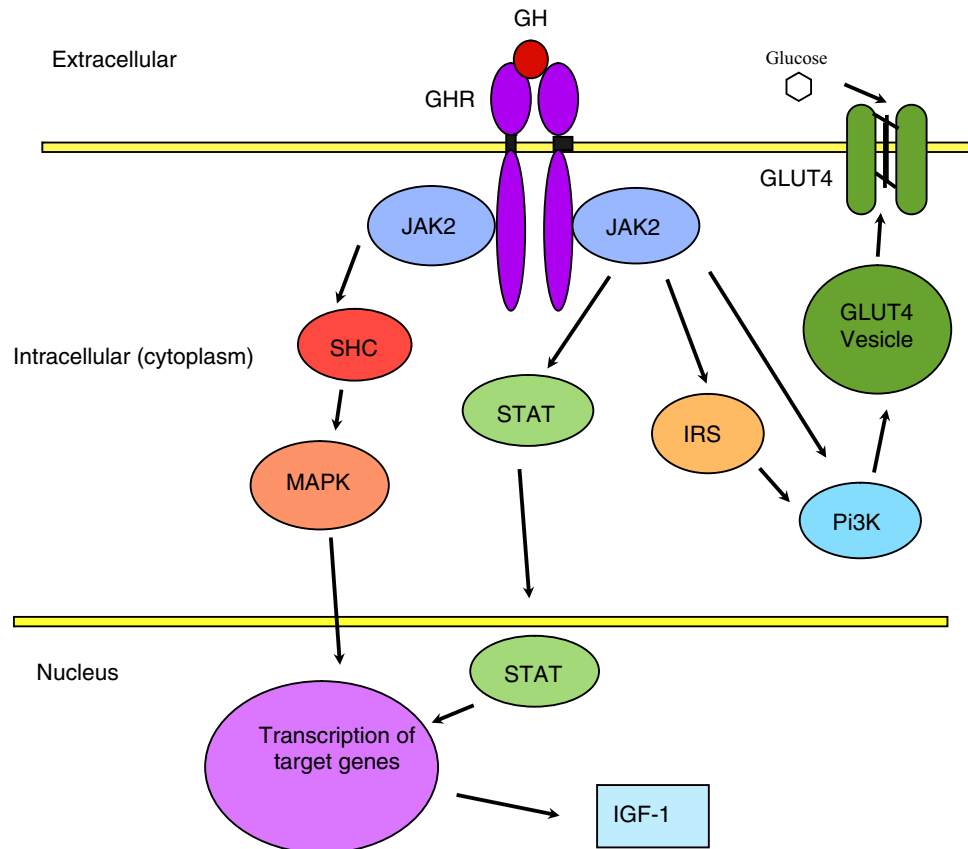 GH
Extracellular
Glucose
GHR
GLUT4
JAK2
JAK2
GLUT4
Vesicle
SHC
Intracellular (cytoplasm)
STAT
IRS
MAPK
Pi3K
Nucleus
STAT
Transcription of
target genes
IGF-1